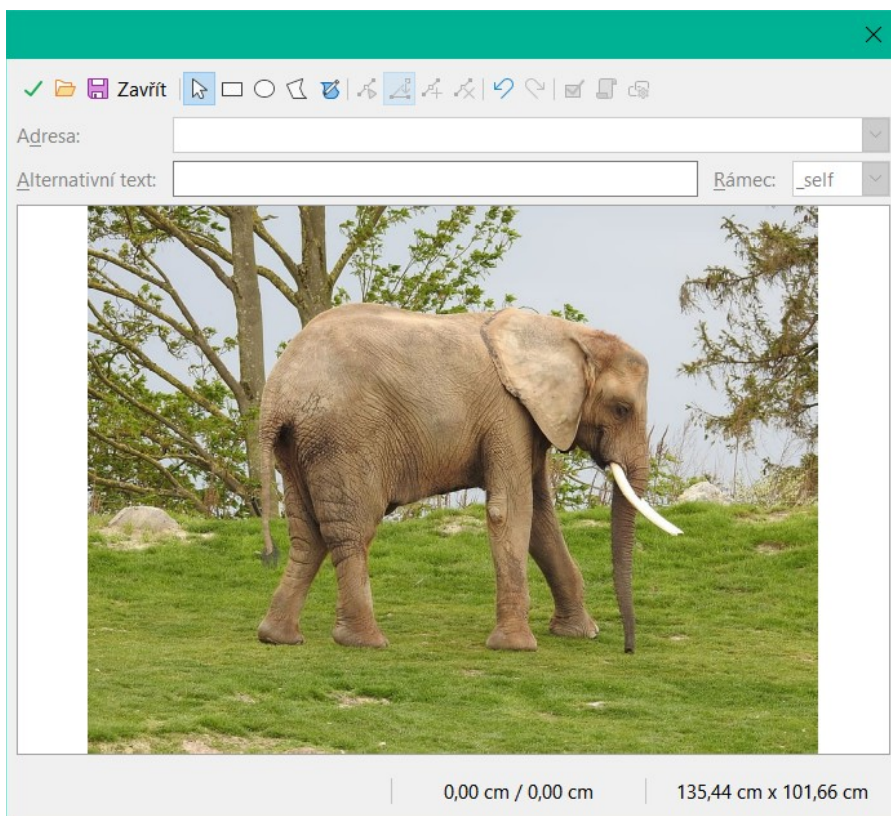 Zavřít
Adresa:
Alternativní text: Rámec: _self
0,00 cm / 0,00 cm 135,44 cm x 101,66 cm